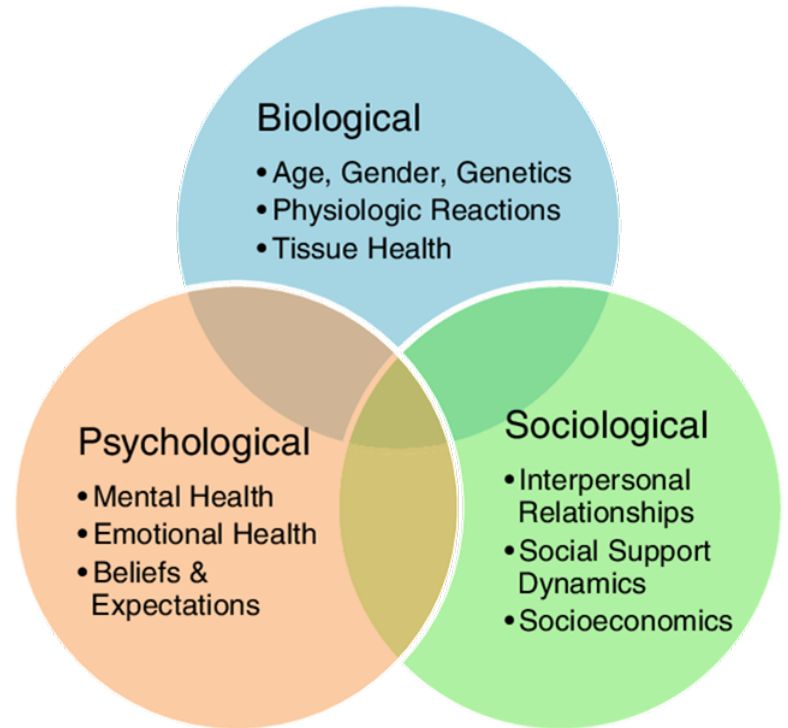 Biological
• Age, Gender, Genetics
• Physiologic Reactions
• Tissue Health
Psychological
• Mental Health
• Emotional Health
• Beliefs &
Expectations
Sociological
• Interpersonal
Relationships
• Social Support
Dynamics
• Socioeconomics